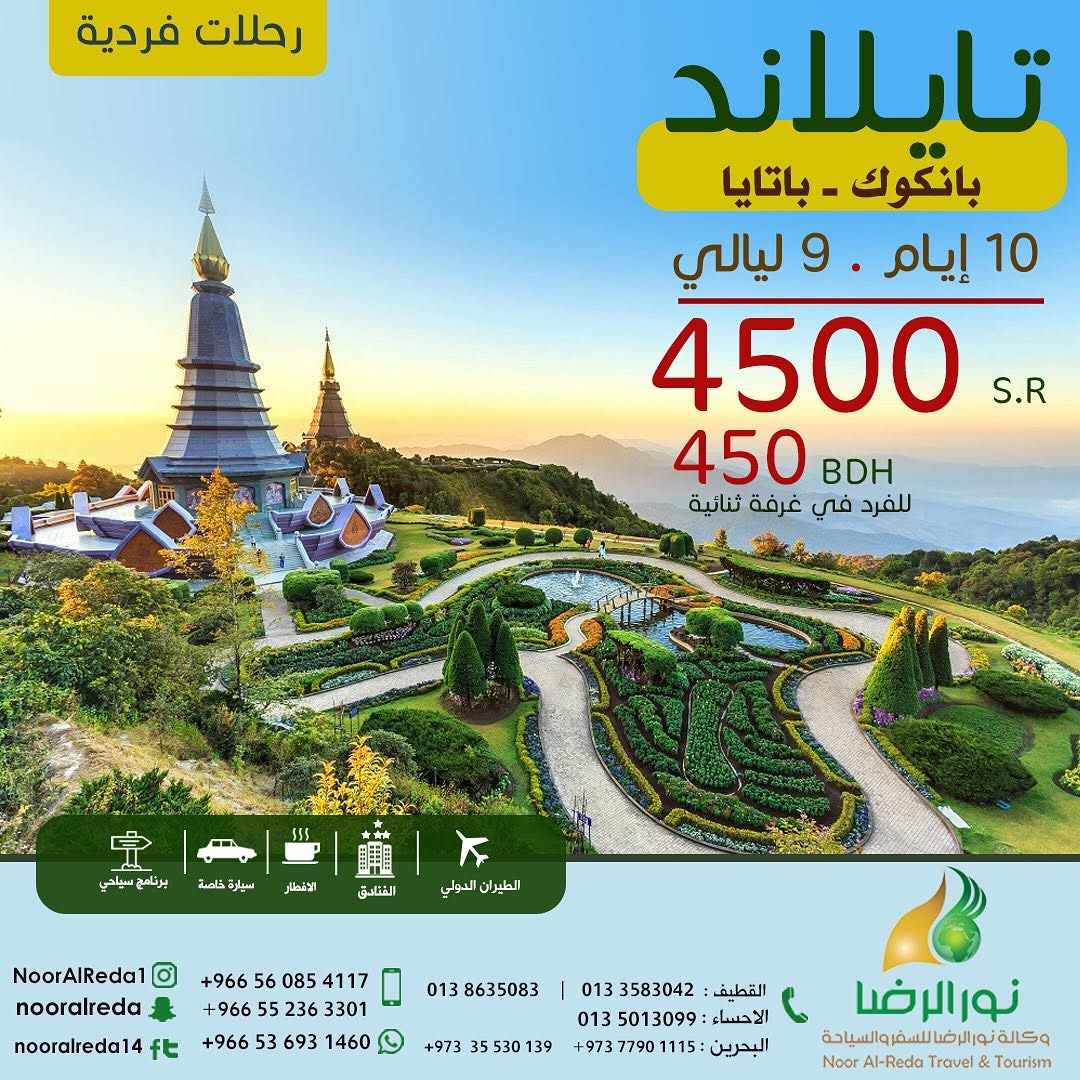 رحلات فردية
تايلاند
بانكوك - باتايا
10 إيام . 9 ليالي
4500 S.R
450 BDH
للفرد في غرفة ثنائية
الطيران الدولي
الفنادق
الافطار
سيارة خاصة
برنامج سياحي
نور الرضا
وكالة نور الرضا للسفر والسياحة
Noor Al-Reda Travel & Tourism
القطيف : 013 3583042 | 013 8635083
الاحساء : 013 5013099
البحرين : +973 7790 1115 +973 35 530 139
+966 56 085 4117
+966 55 236 3301
+966 53 693 1460
NoorAlReda1
nooralreda
nooralreda14